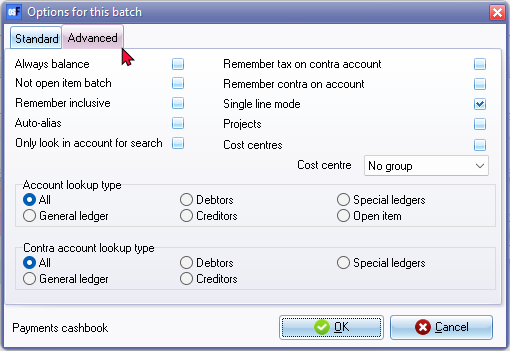 Options for this batch
Standard Advanced
Always balance Remember tax on contra account
Not open item batch Remember contra on account
Remember inclusive Single line mode
Auto-alias Projects
Only look in account for search Cost centres
Cost centre No group
Account lookup type
All Debtors Special ledgers
General ledger Creditors Open item
Contra account lookup type
All Debtors Special ledgers
General ledger Creditors
Payments cashbook OK Cancel